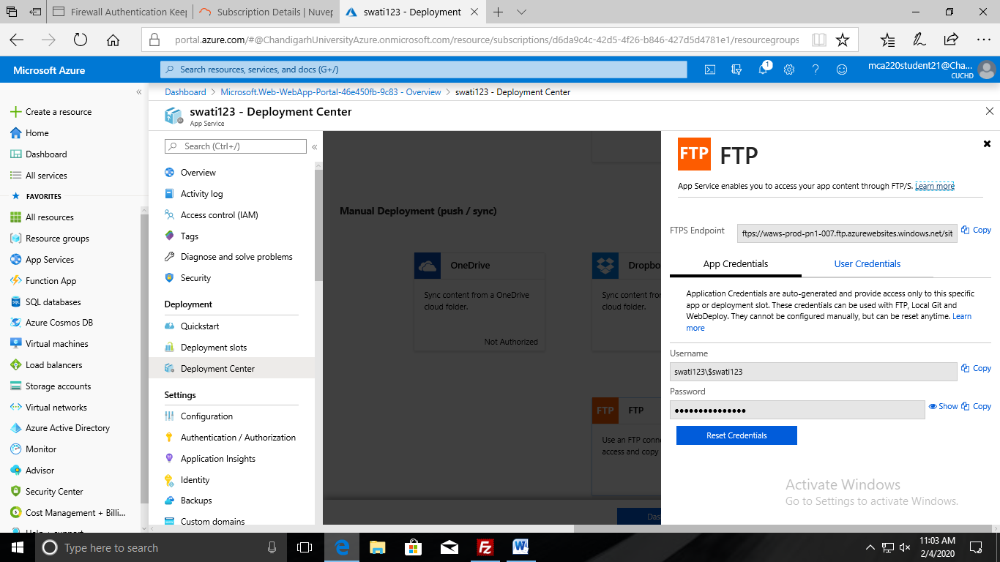 Firewall Authentication Kee
Subscription Details | Nuvep
swati123 - Deployment
portal.azure.com/#@ChandigarhUniversityAzure.onmicrosoft.com/resource/subscriptions/d6da9c4c-42d5-4f26-b846-427d5d4781e1/resourcegroups
Microsoft Azure
Search resources, services, and docs (G+/)
1
mca220student21@Cha...
CUCHD
Dashboard > Microsoft.Web-WebApp-Portal-46e450fb-9c83 - Overview > swati123 - Deployment Center
swati123 - Deployment Center
App Service
Create a resource
Home
Dashboard
All services
FAVORITES
All resources
Resource groups
App Services
Function App
SQL databases
Azure Cosmos DB
Virtual machines
Load balancers
Storage accounts
Virtual networks
Azure Active Directory
Monitor
Advisor
Security Center
Cost Management + Billi...
Help + support
Search (Ctrl+/)
Overview
Activity log
Access control (IAM)
Tags
Diagnose and solve problems
Security
Deployment
Quickstart
Deployment slots
Deployment Center
Settings
Configuration
Authentication / Authorization
Application Insights
Identity
Backups
Custom domains
Manual Deployment (push / sync)
OneDrive
Sync content from a OneDrive
cloud folder.
Not Authorized
Dropbo
Sync content fro
cloud folder.
FTP FTP
Use an FTP conne
access and copy
Das
FTP FTP
App Service enables you to access your app content through FTP/S. Learn more
FTPS Endpoint ftps://waws-prod-pn1-007.ftp.azurewebsites.windows.net/sit Copy
App Credentials User Credentials
Application Credentials are auto-generated and provide access only to this specific
app or deployment slot. These credentials can be used with FTP, Local Git and
WebDeploy. They cannot be configured manually, but can be reset anytime. Learn
more
Username
swati123\$swati123 Copy
Password
Show Copy
Reset Credentials
Activate Windows
Go to Settings to activate Windows.
Type here to search
11:03 AM
2/4/2020